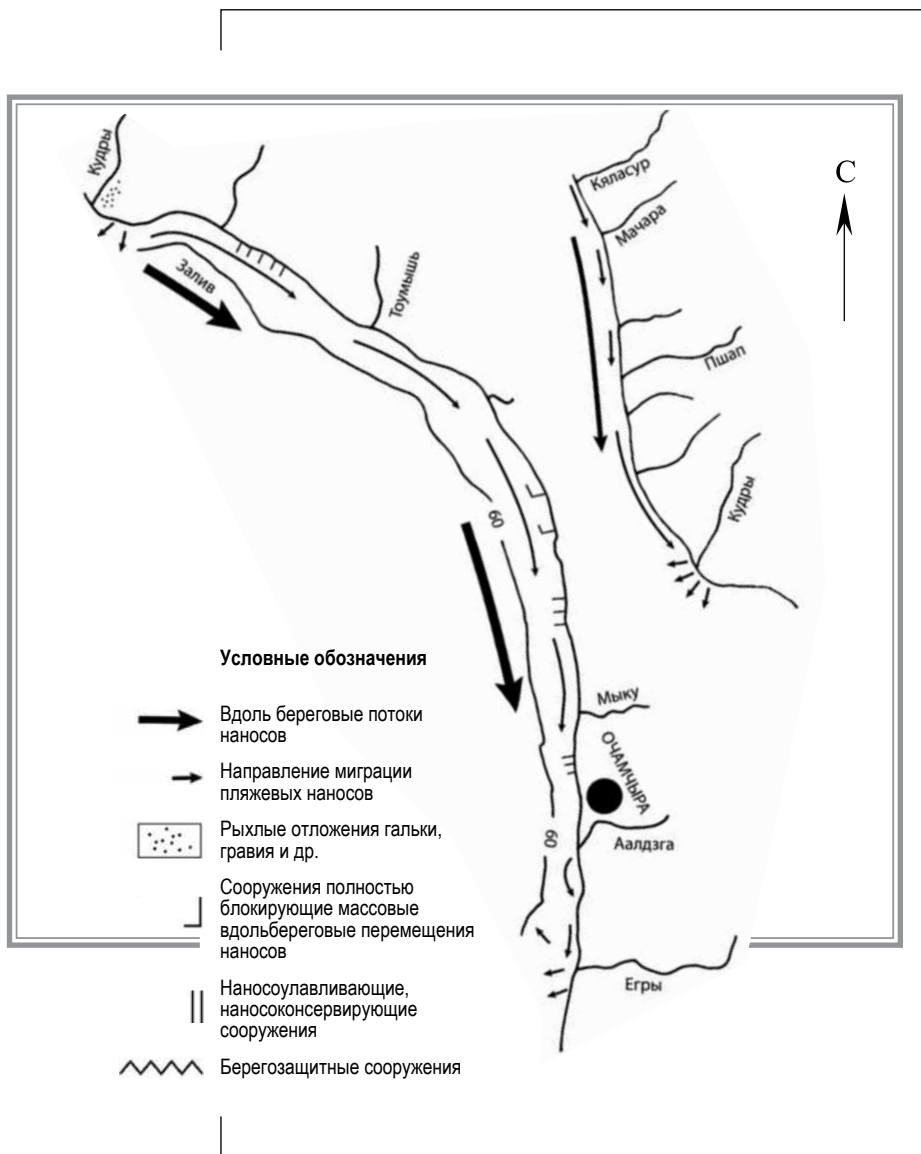 Кудры
Кяласур
С
Мачара
Залив
Тоумышь
Пшап
Кудры
60
Условные обозначения
Вдоль береговые потоки
наносов
Мыку
ОЧАМЧЫРА
Направление миграции
пляжевых наносов
Рыхлые отложения гальки,
гравия и др.
60
Аалдзга
Сооружения полностью
блокирующие массовые
вдольбереговые перемещения
наносов
Егры
Наносоулавливающие,
наносоконсервирующие
сооружения
Берегозащитные сооружения